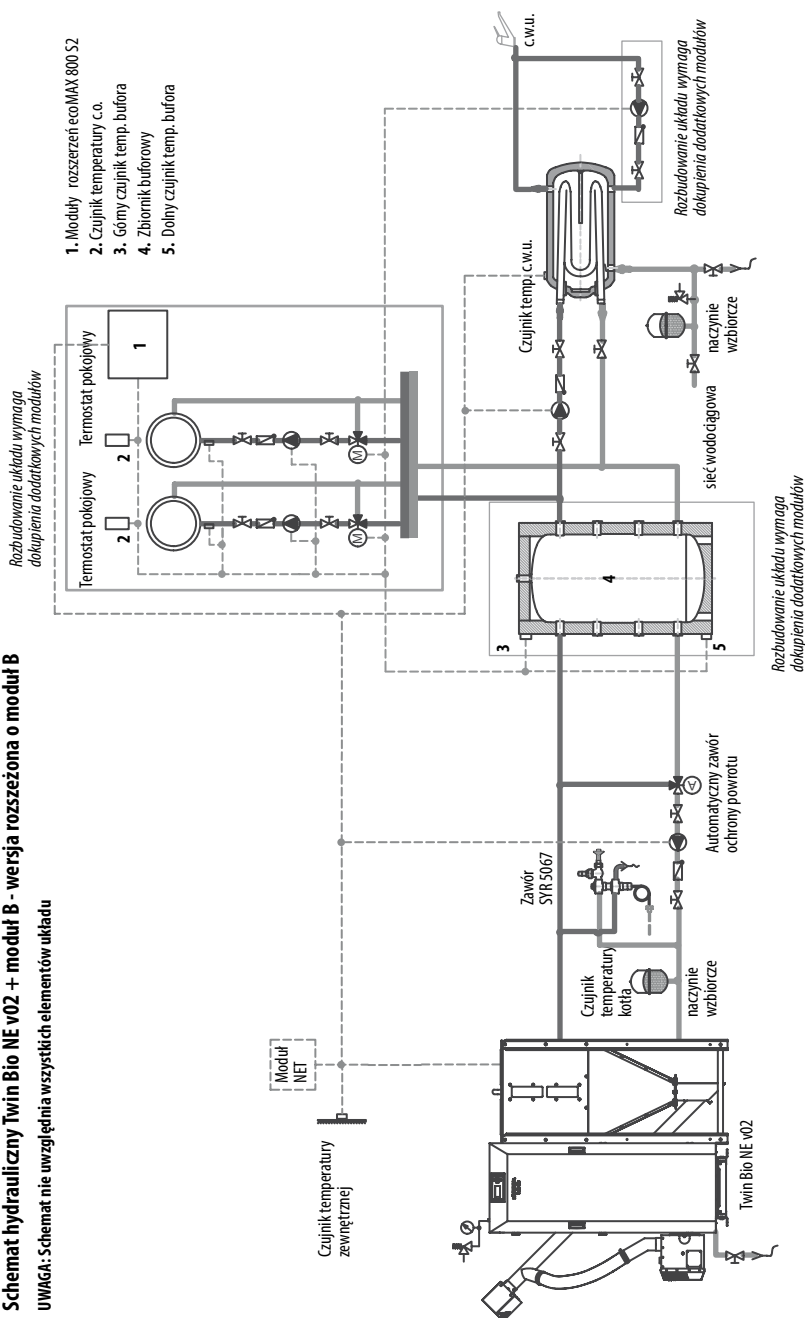 Schemat hydrauliczny Twin Bio NE v02 + moduł B - wersja rozszeżona o moduł B
UWAGA: Schemat nie uwzględnia wszystkich elementów układu
1. Moduły rozszerzeń ecoMAX 800 S2
2. Czujnik temperatury c.o.
3. Górny czujnik temp. bufora
4. Zbiornik buforowy
5. Dolny czujnik temp. bufora
Rozbudowanie układu wymaga
dokupienia dodatkowych modułów
Termostat pokojowy
Termostat pokojowy
2
2
1
M
M
c.w.u.
Czujnik temp. c.w.u.
Rozbudowanie układu wymaga
dokupienia dodatkowych modułów
naczynie
wzbiorcze
sieć wodociągowa
3
4
5
Rozbudowanie układu wymaga
dokupienia dodatkowych modułów
Moduł
NET
Czujnik temperatury
zewnętrznej
Zawór
SYR 5067
Czujnik
temperatury
kotła
naczynie
wzbiorcze
A
Automatyczny zawór
ochrony powrotu
Twin Bio NE v02